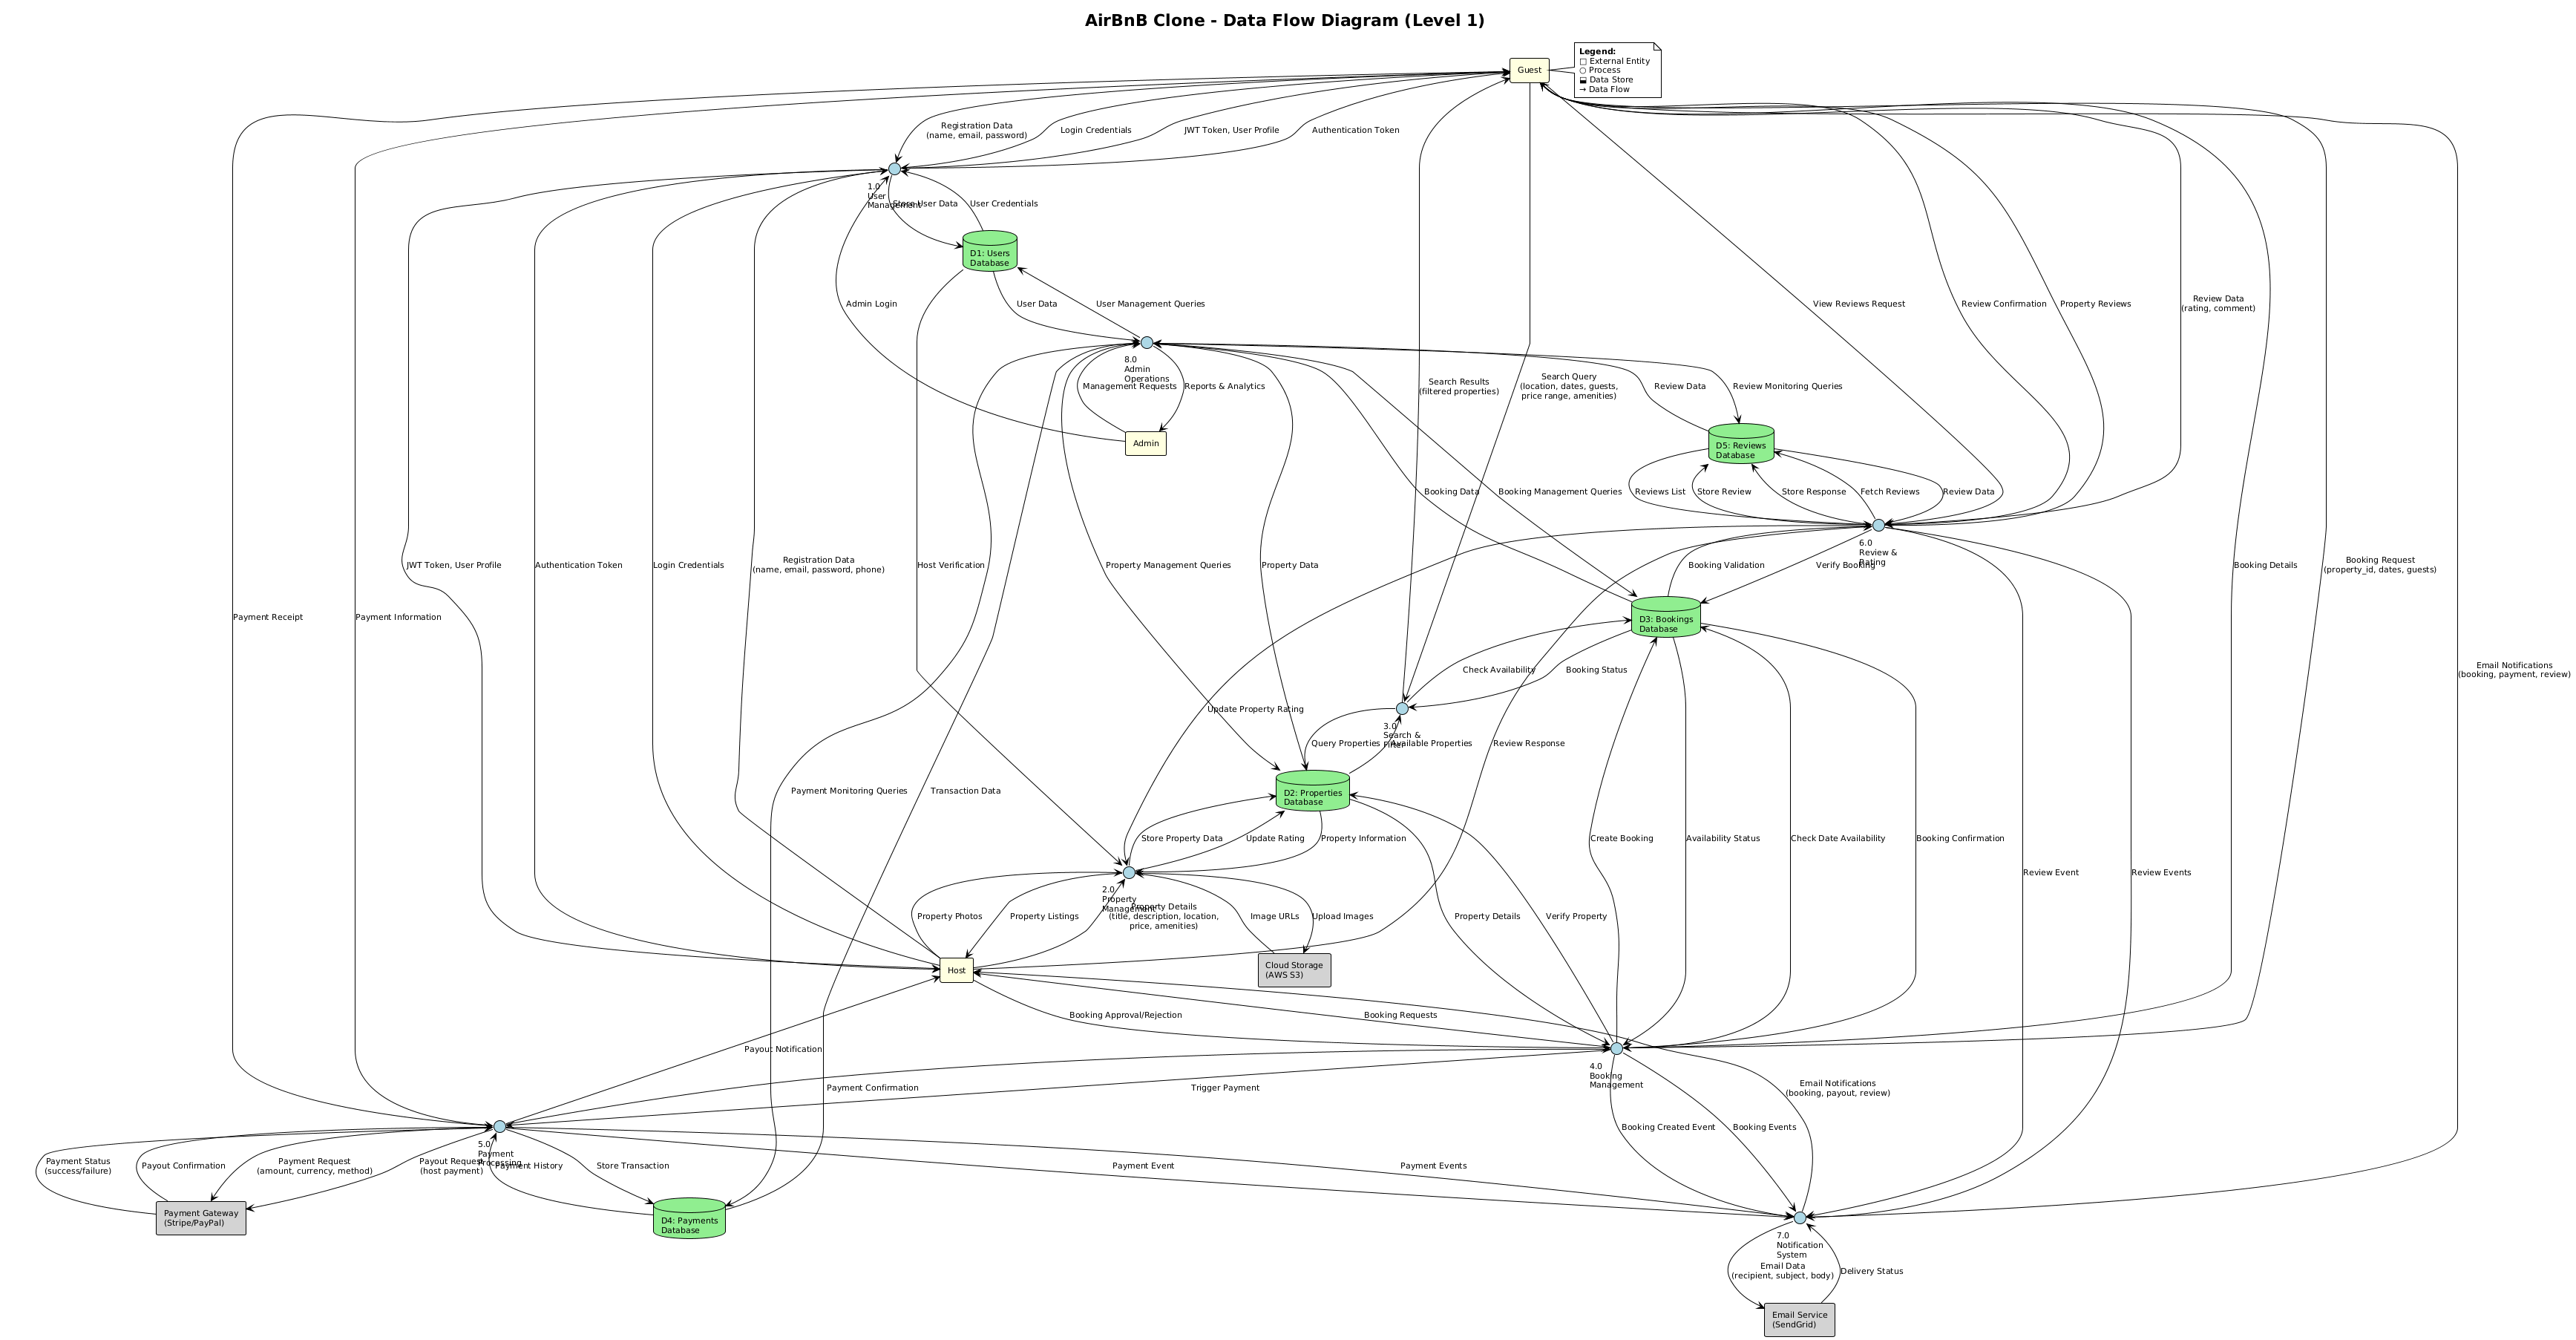 AirBnB Clone - Data Flow Diagram (Level 1)
Guest
Legend:
□ External Entity
○ Process
⬓ Data Store
→ Data Flow
Registration Data
(name, email, password)
Login Credentials
JWT Token, User Profile
Authentication Token
1.0
User
Management
Store User Data
User Credentials
D1: Users
Database
Admin Login
User Data
User Management Queries
View Reviews Request
Review Confirmation
Property Reviews
Review Data
(rating, comment)
8.0
Admin
Operations
Management Requests
Reports & Analytics
Search Results
(filtered properties)
Search Query
(location, dates, guests,
price range, amenities)
Review Data
Review Monitoring Queries
Admin
D5: Reviews
Database
Booking Data
Booking Management Queries
Reviews List
Store Review
Store Response
Fetch Reviews
Review Data
6.0
Review &
Rating
JWT Token, User Profile
Authentication Token
Login Credentials
Registration Data
(name, email, password, phone)
Host Verification
Property Management Queries
Property Data
Booking Validation
Verify Booking
Booking Details
Booking Request
(property_id, dates, guests)
Payment Receipt
Payment Information
D3: Bookings
Database
Check Availability
Booking Status
Email Notifications
(booking, payment, review)
Update Property Rating
3.0
Search &
Filter
Query Properties
Available Properties
Review Response
Payment Monitoring Queries
Transaction Data
D2: Properties
Database
Store Property Data
Update Rating
Property Information
Create Booking
Availability Status
Check Date Availability
Booking Confirmation
Review Event
Review Events
2.0
Property
Management
Property Photos
Property Listings
Property Details
(title, description, location,
price, amenities)
Image URLs
Upload Images
Property Details
Verify Property
Host
Cloud Storage
(AWS S3)
Booking Approval/Rejection
Booking Requests
Payout Notification
4.0
Booking
Management
Payment Confirmation
Trigger Payment
Email Notifications
(booking, payout, review)
Booking Created Event
Booking Events
5.0
Payment
Processing
Payment Status
(success/failure)
Payout Confirmation
Payment Request
(amount, currency, method)
Payout Request
(host payment)
Payment History
Store Transaction
Payment Event
Payment Events
Payment Gateway
(Stripe/PayPal)
D4: Payments
Database
7.0
Notification
System
Email Data
(recipient, subject, body)
Delivery Status
Email Service
(SendGrid)